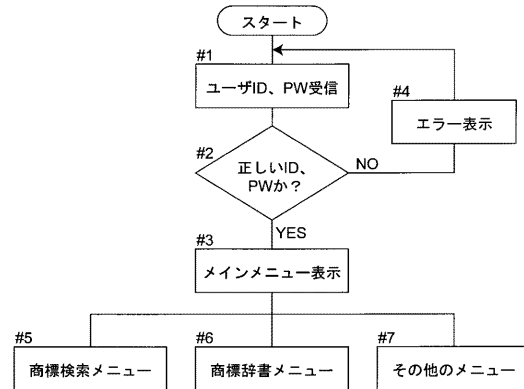 スタート
#1
ユーザID、PW受信
#4
エラー表示
#2
正しいID、
PWか？
NO
YES
#3
メインメニュー表示
#5
商標検索メニュー
#6
商標辞書メニュー
#7
その他のメニュー